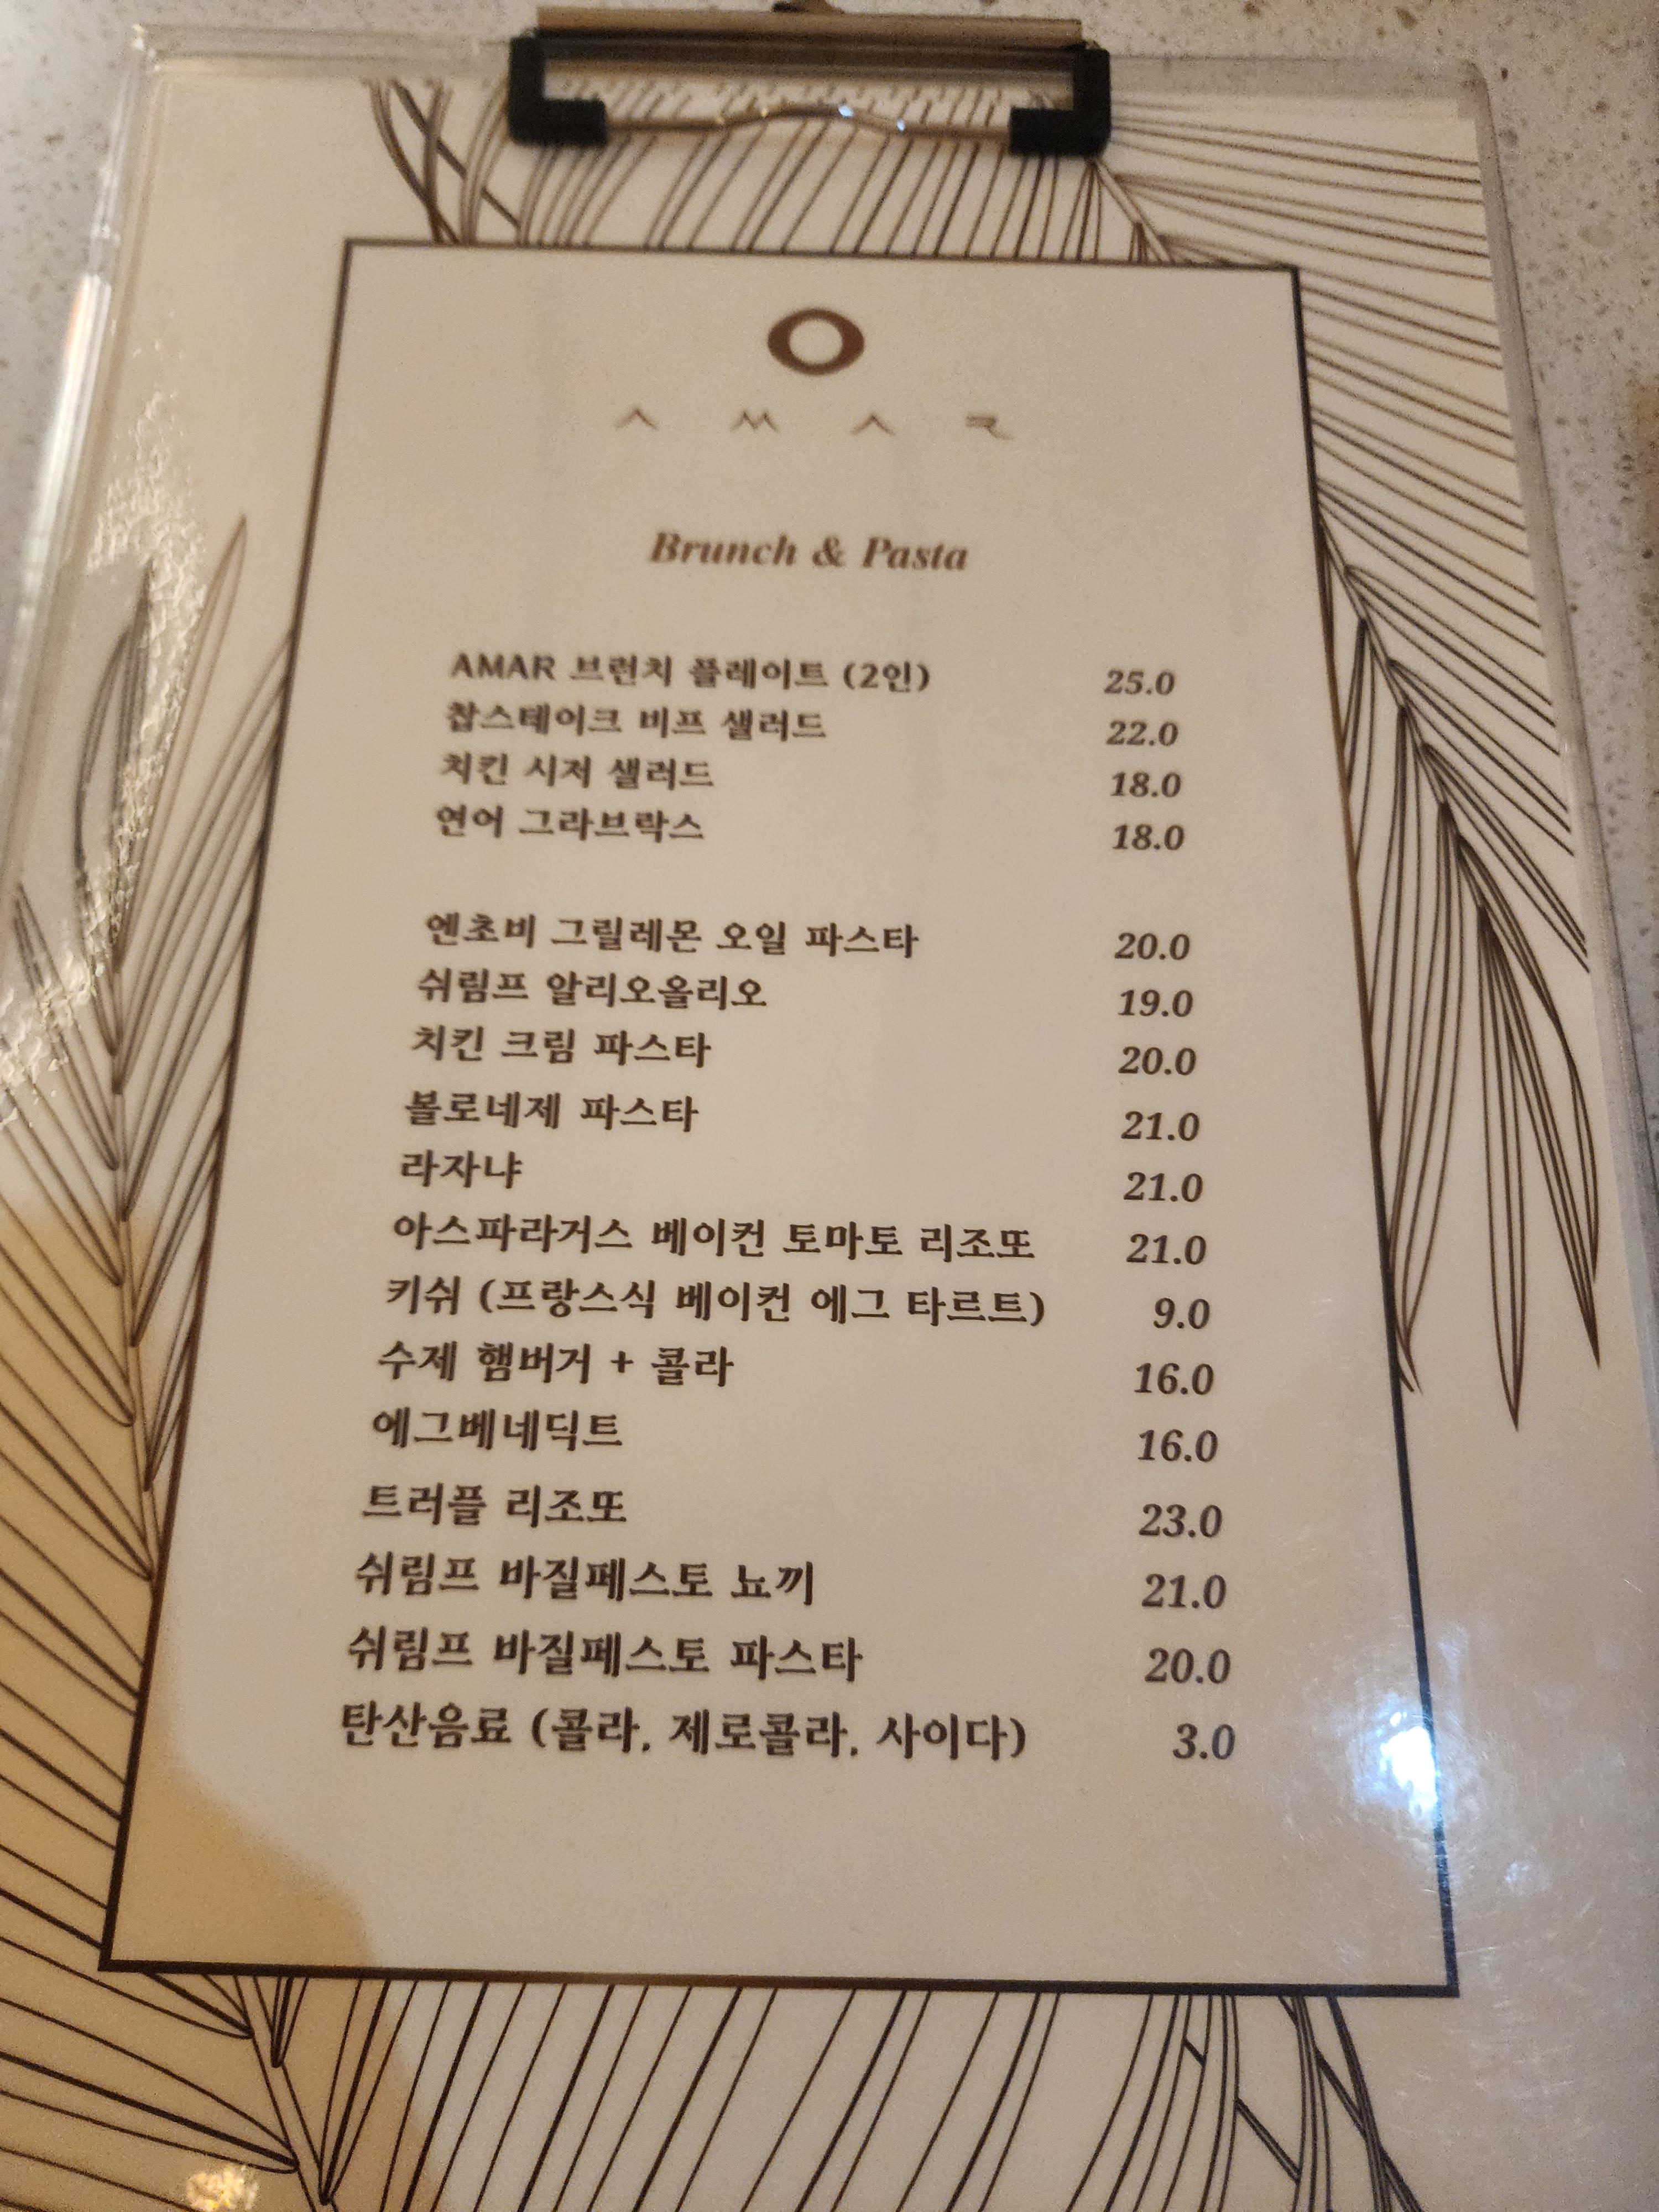 AMAR
Brunch & Pasta
AMAR 브런치 플레이트 (2인) 25.0
찹스테이크 비프 샐러드 22.0
치킨 시저 샐러드 18.0
연어 그라브락스 18.0
엔초비 그릴레몬 오일 파스타 20.0
쉬림프 알리오올리오 19.0
치킨 크림 파스타 20.0
볼로네제 파스타 21.0
라자냐 21.0
아스파라거스 베이컨 토마토 리조또 21.0
키쉬 (프랑스식 베이컨 에그 타르트) 9.0
수제 햄버거 + 콜라 16.0
에그베네딕트 16.0
트러플 리조또 23.0
쉬림프 바질페스토 뇨끼 21.0
쉬림프 바질페스토 파스타 20.0
탄산음료 (콜라, 제로콜라, 사이다) 3.0